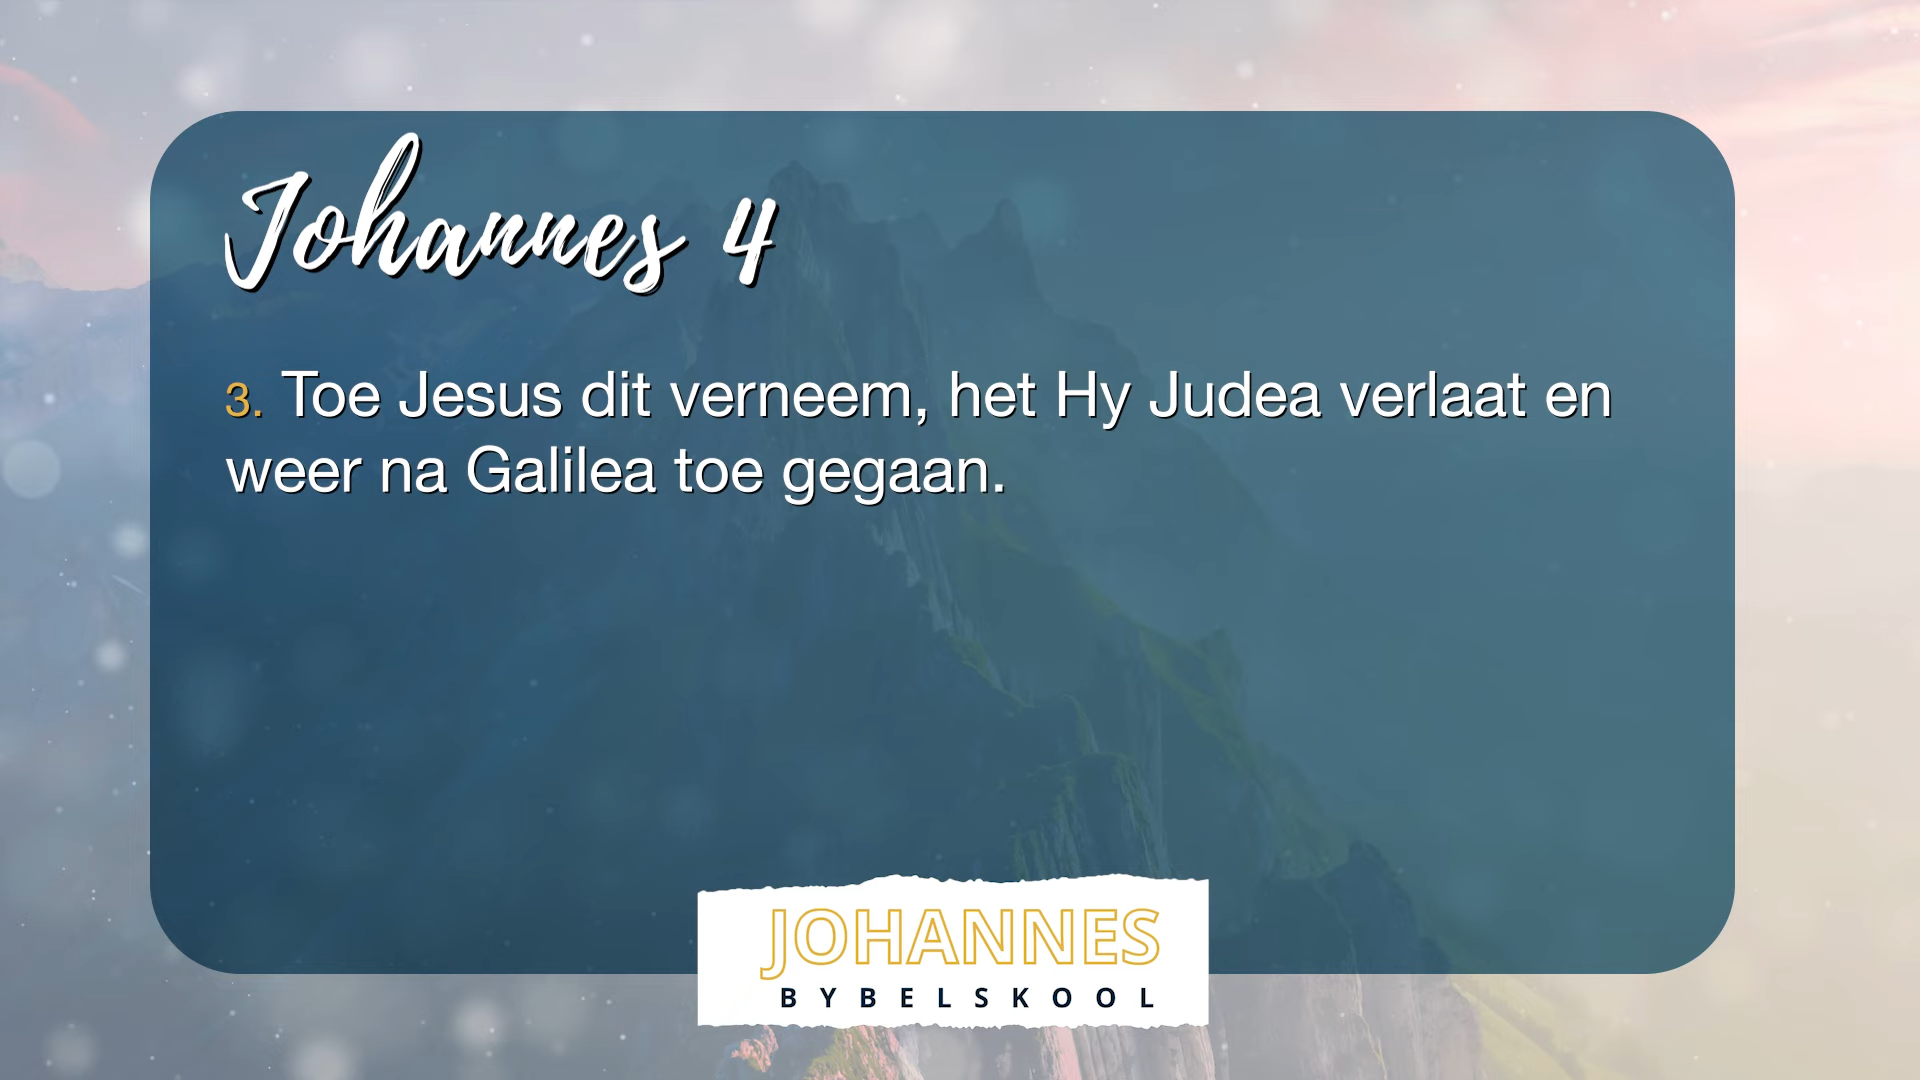 Johannes 4
3. Toe Jesus dit verneem, het Hy Judea verlaat en
weer na Galilea toe gegaan.
JOHANNES
BYBELSKOOL